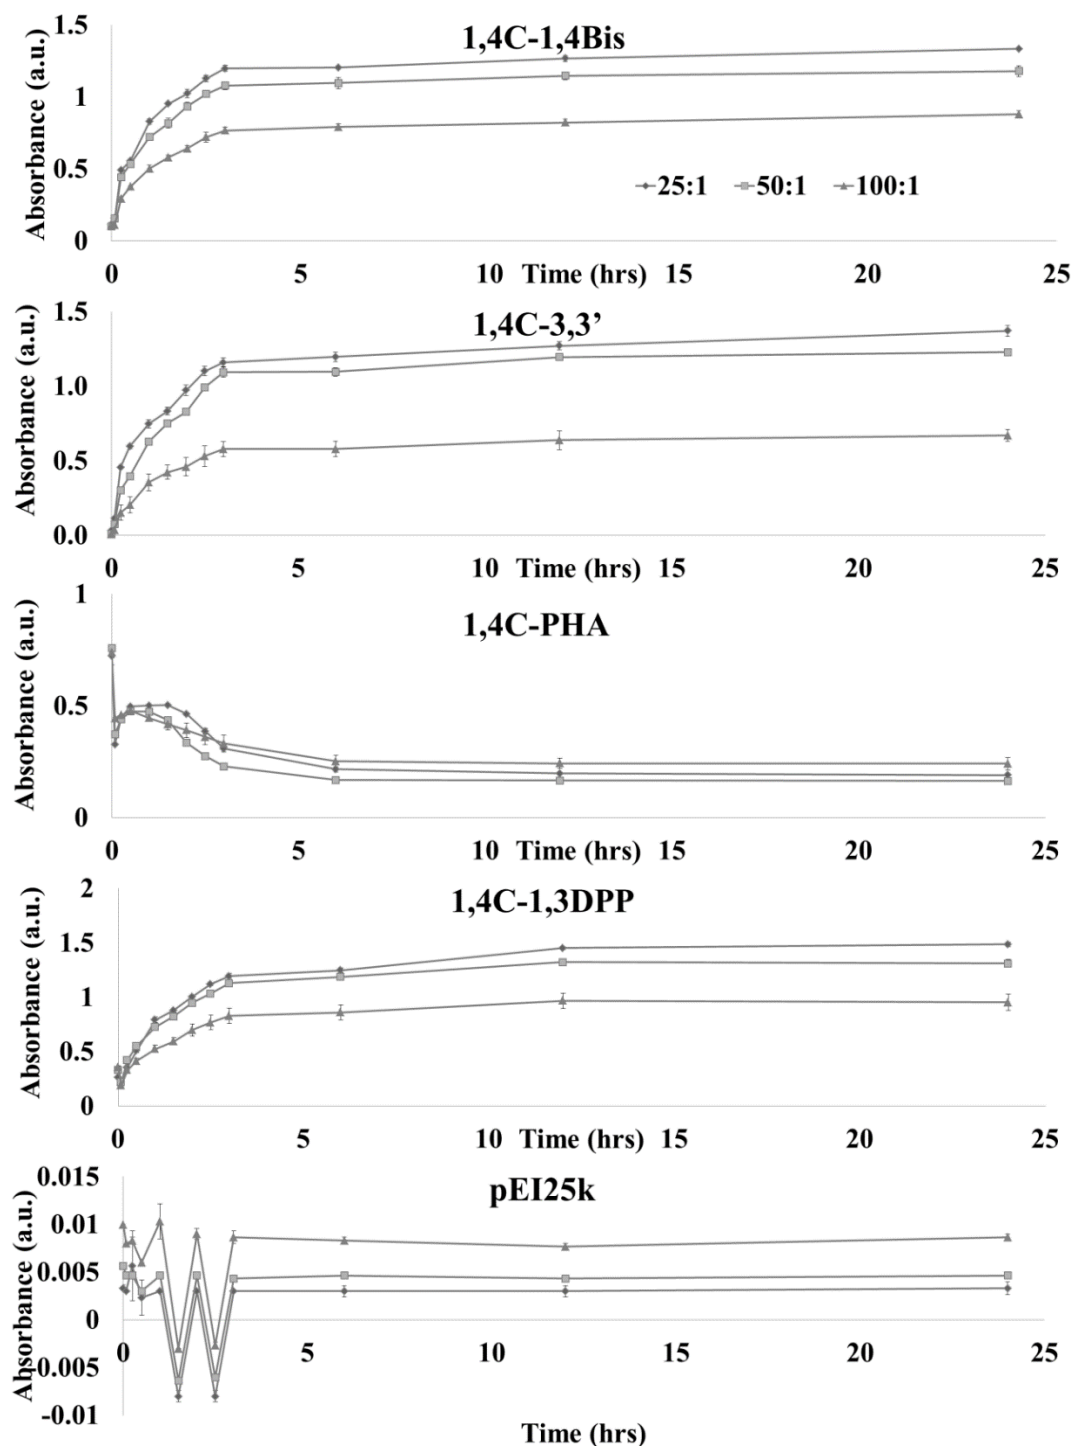 1,4C-1,4Bis
Absorbance (a.u.)
1.5
1
0.5
0
25:1 50:1 100:1
0 5 10 Time (hrs) 15 20 25
1,4C-3,3’
Absorbance (a.u.)
1.5
1.0
0.5
0.0
0 5 10 Time (hrs) 15 20 25
1,4C-PHA
Absorbance (a.u.)
1
0.5
0
0 5 10 Time (hrs) 15 20 25
1,4C-1,3DPP
Absorbance (a.u.)
2
1.5
1
0.5
0
0 5 10 Time (hrs) 15 20 25
pEI25k
Absorbance (a.u.)
0.015
0.01
0.005
0
-0.005
-0.01
0 5 10 15 20 25
Time (hrs)